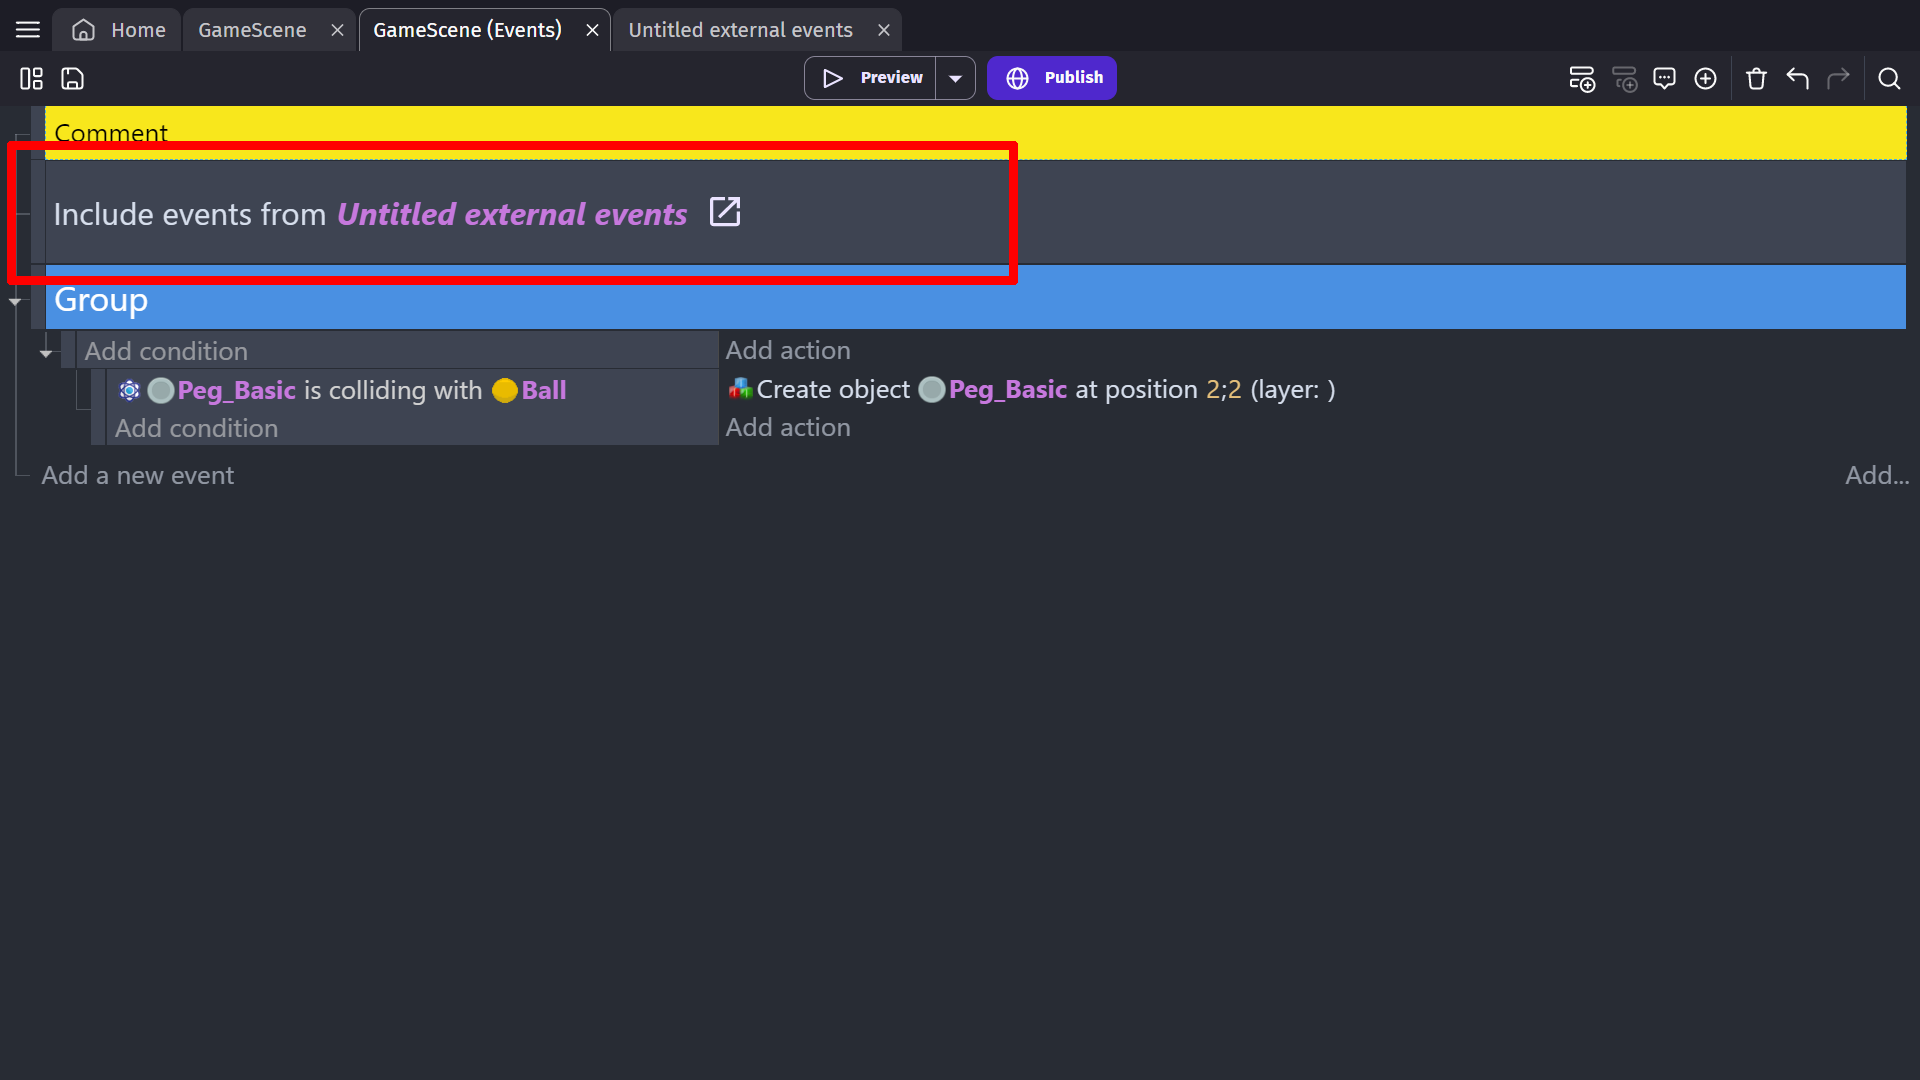 Home GameScene GameScene (Events) Untitled external events
Preview Publish
Comment
Include events from Untitled external events
Group
Add condition Add action
Peg_Basic is colliding with Ball Create object Peg_Basic at position 2;2 (layer: )
Add condition Add action
Add a new event Add...